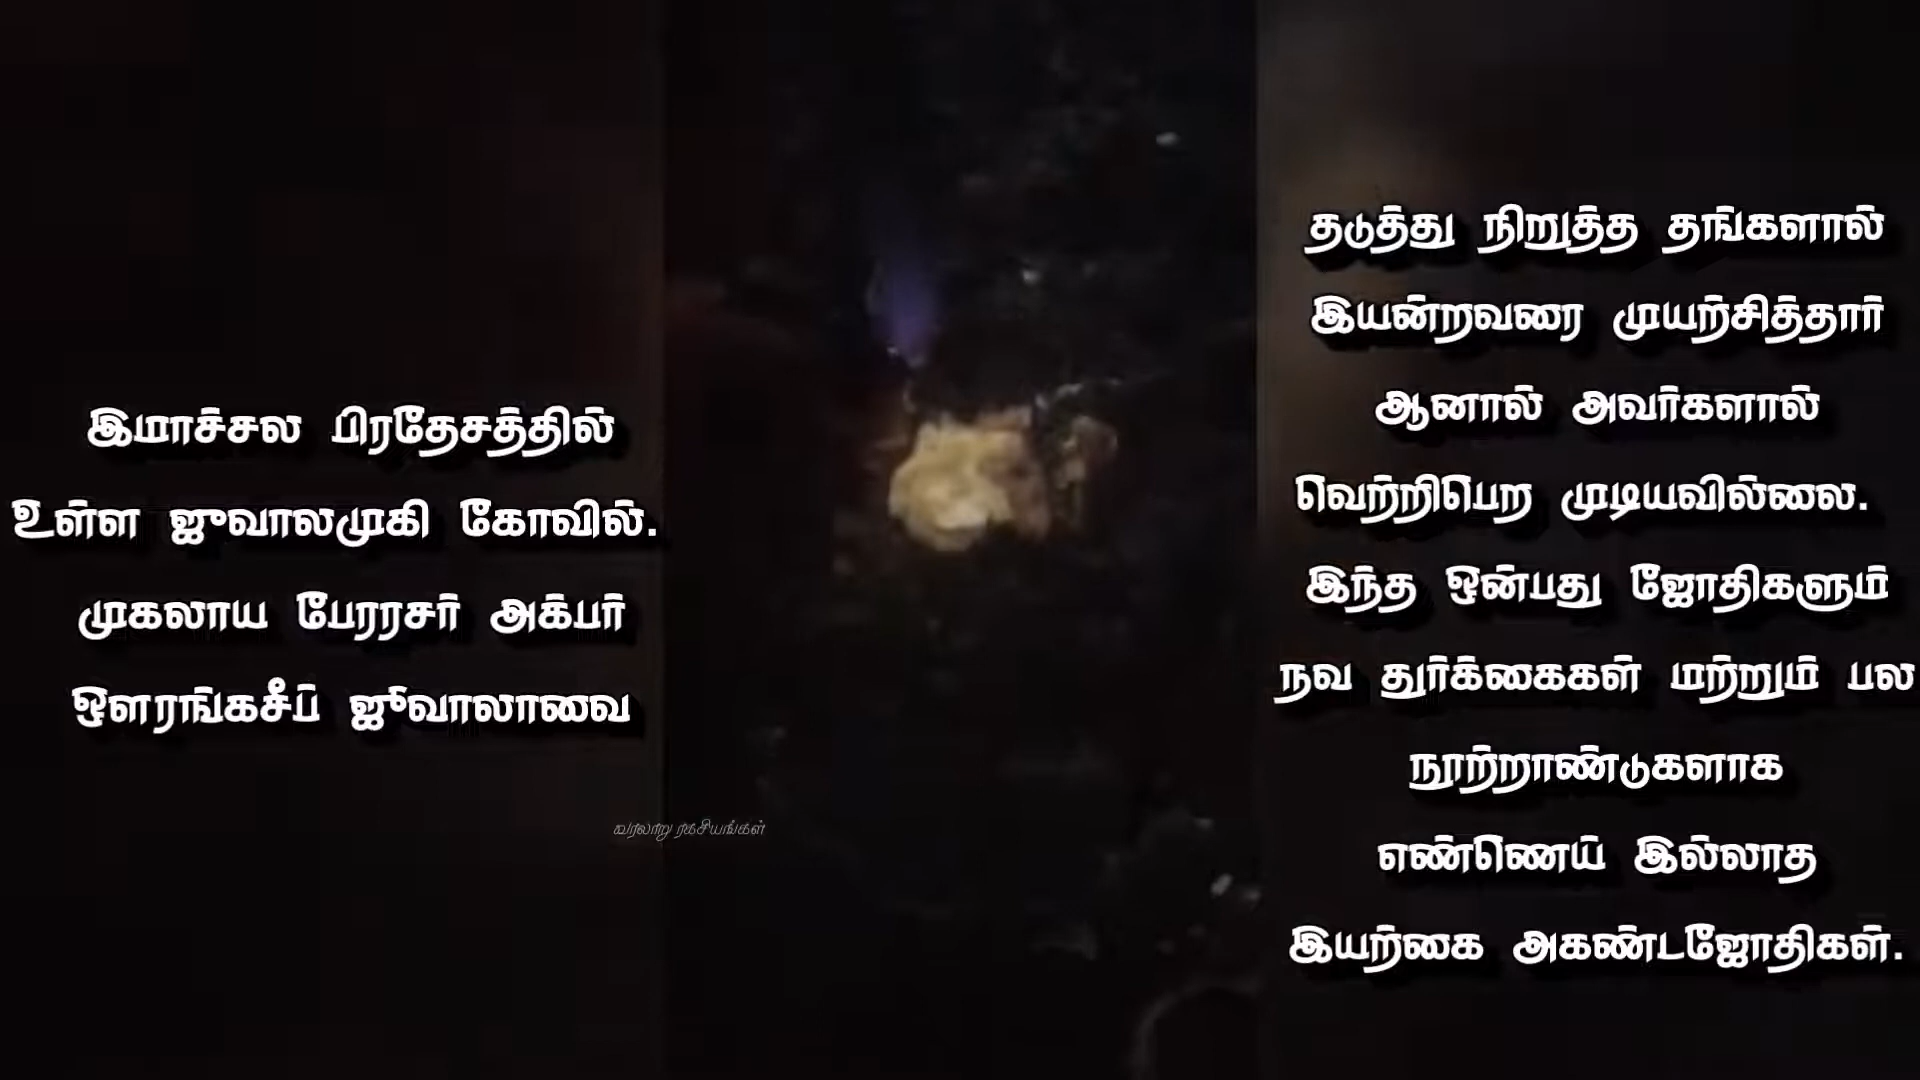 இமாச்சல பிரதேசத்தில்
உள்ள ஜுவாலமுகி கோவில்.
முகலாய பேரரசர் அக்பர்
ஔரங்கசீப் ஜூவாலாவை
தடுத்து நிறுத்த தங்களால்
இயன்றவரை முயற்சித்தார்
ஆனால் அவர்களால்
வெற்றிபெற முடியவில்லை.
இந்த ஒன்பது ஜோதிகளும்
நவ துர்க்கைகள் மற்றும் பல
நூற்றாண்டுகளாக
எண்ணெய் இல்லாத
இயற்கை அகண்டஜோதிகள்.
வரலாறு ரகசியங்கள்